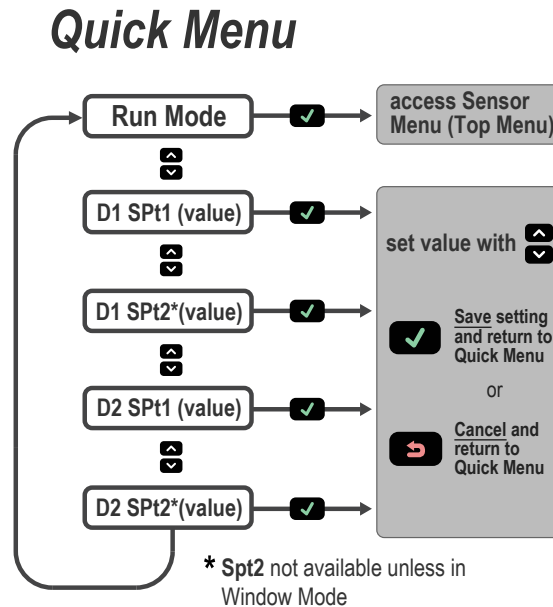 Quick Menu
Run Mode
access Sensor
Menu (Top Menu)
D1 SPt1 (value)
set value with
D1 SPt2*(value)
Save setting
and return to
Quick Menu
or
D2 SPt1 (value)
Cancel and
return to
Quick Menu
D2 SPt2*(value)
* Spt2 not available unless in
Window Mode